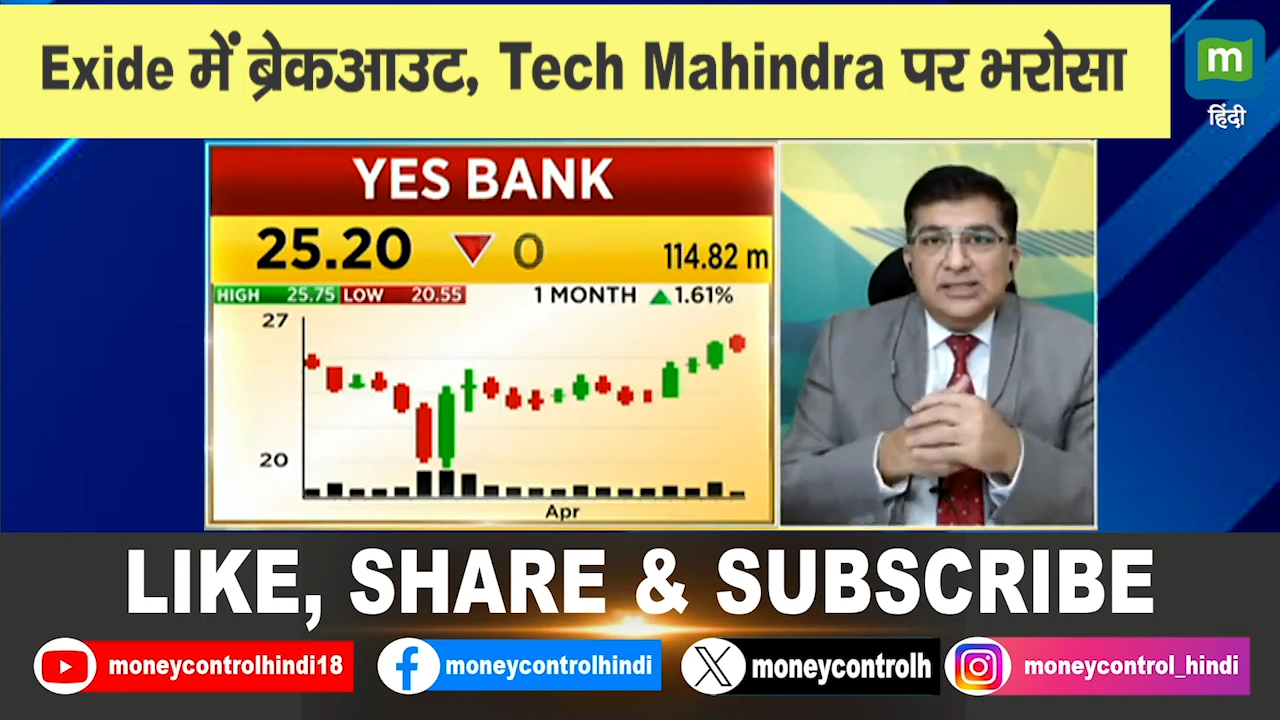 Exide में ब्रेकआउट, Tech Mahindra पर भरोसा
m
हिंदी
YES BANK
25.20 0 114.82 m
HIGH 25.75 LOW 20.55 1 MONTH 1.61%
27
20
Apr
LIKE, SHARE & SUBSCRIBE
moneycontrolhindi18 moneycontrolhindi moneycontrolh moneycontrol_hindi